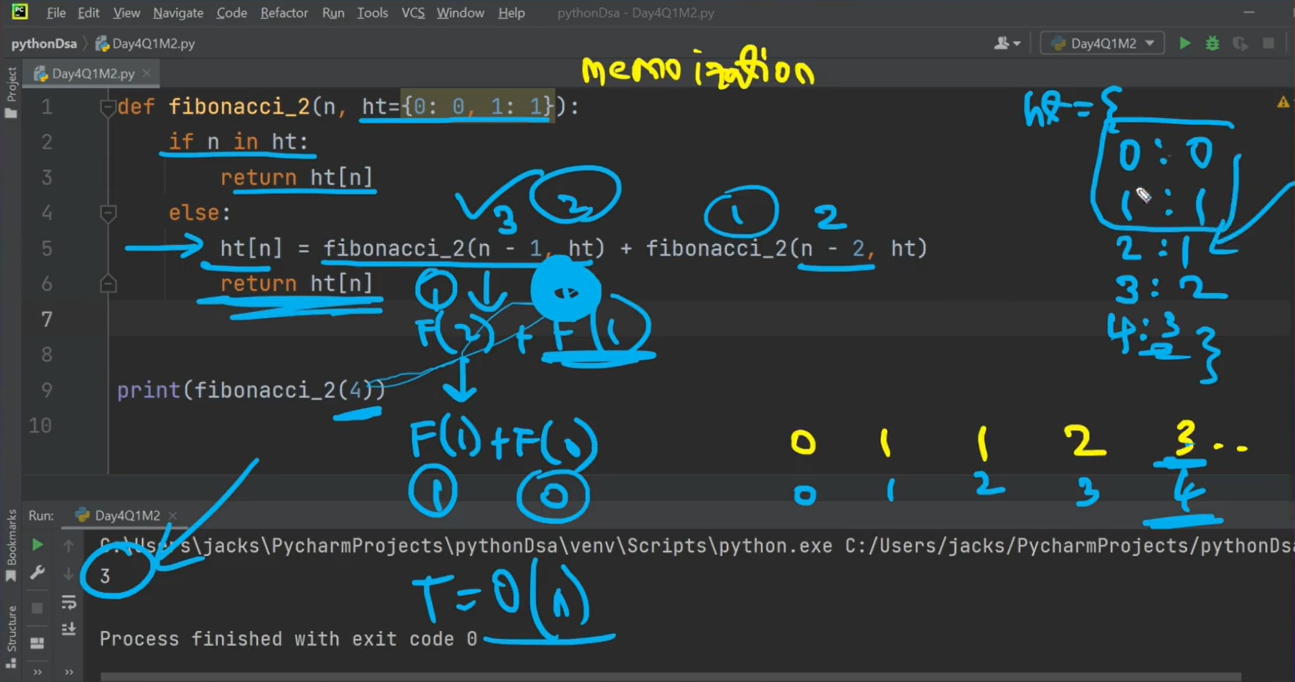 File Edit View Navigate Code Refactor Run Tools VCS Window Help pythonDsa - Day4Q1M2.py
pythonDsa Day4Q1M2.py Day4Q1M2
Project
Day4Q1M2.py
memoization
1 def fibonacci_2(n, ht={0: 0, 1: 1}):
2 if n in ht:
3 return ht[n]
4 else:
5 ht[n] = fibonacci_2(n - 1, ht) + fibonacci_2(n - 2, ht)
6 return ht[n]
7
8
9 print(fibonacci_2(4))
10
ht={
0 : 0
1 : 1
2 : 1
3 : 2
4 : 3
}
3 2 1 2
1
F(2) + F(1)
F(1)+F(0)
1 0
0 1 1 2 3 ..
0 1 2 3 4
Run: Day4Q1M2
C:\Users\jacks\PycharmProjects\pythonDsa\venv\Scripts\python.exe C:/Users/jacks/PycharmProjects/pythonDsa
3
T=O(n)
Process finished with exit code 0
Bookmarks
Structure